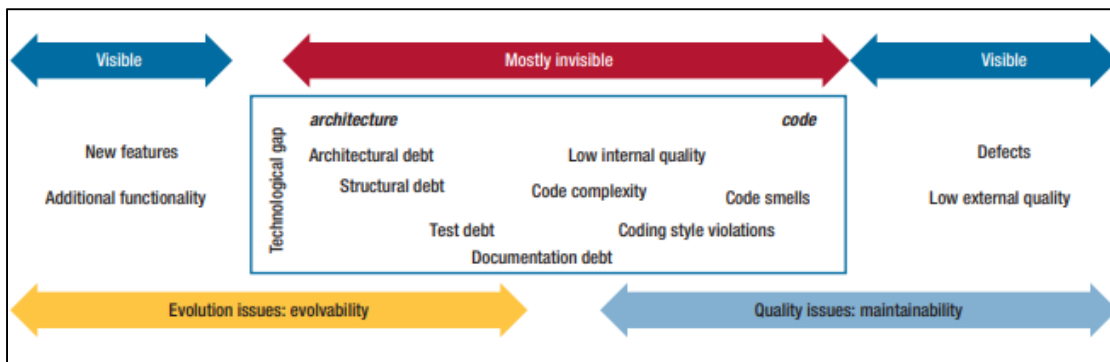 Visible
Mostly invisible
Visible
architecture
code
Technological gap
New features
Architectural debt
Low internal quality
Defects
Structural debt
Code complexity
Additional functionality
Code smells
Low external quality
Test debt
Coding style violations
Documentation debt
Evolution issues: evolvability
Quality issues: maintainability